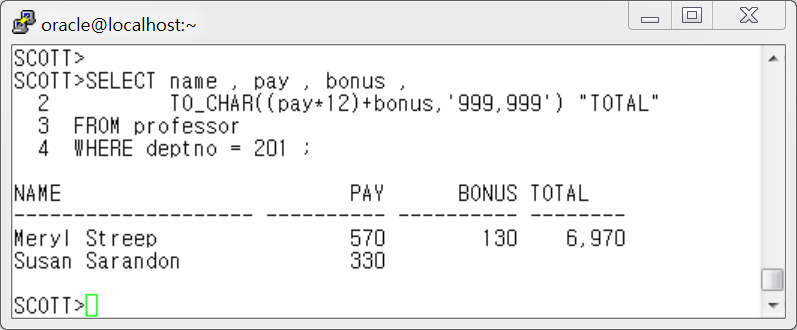 oracle@localhost:~
SCOTT>
SCOTT>SELECT name , pay , bonus ,
  2          TO_CHAR((pay*12)+bonus,'999,999') "TOTAL"
  3  FROM professor
  4  WHERE deptno = 201 ;
NAME                        PAY      BONUS TOTAL
-------------------- ---------- ---------- --------
Meryl Streep                570        130    6,970
Susan Sarandon              330
SCOTT>